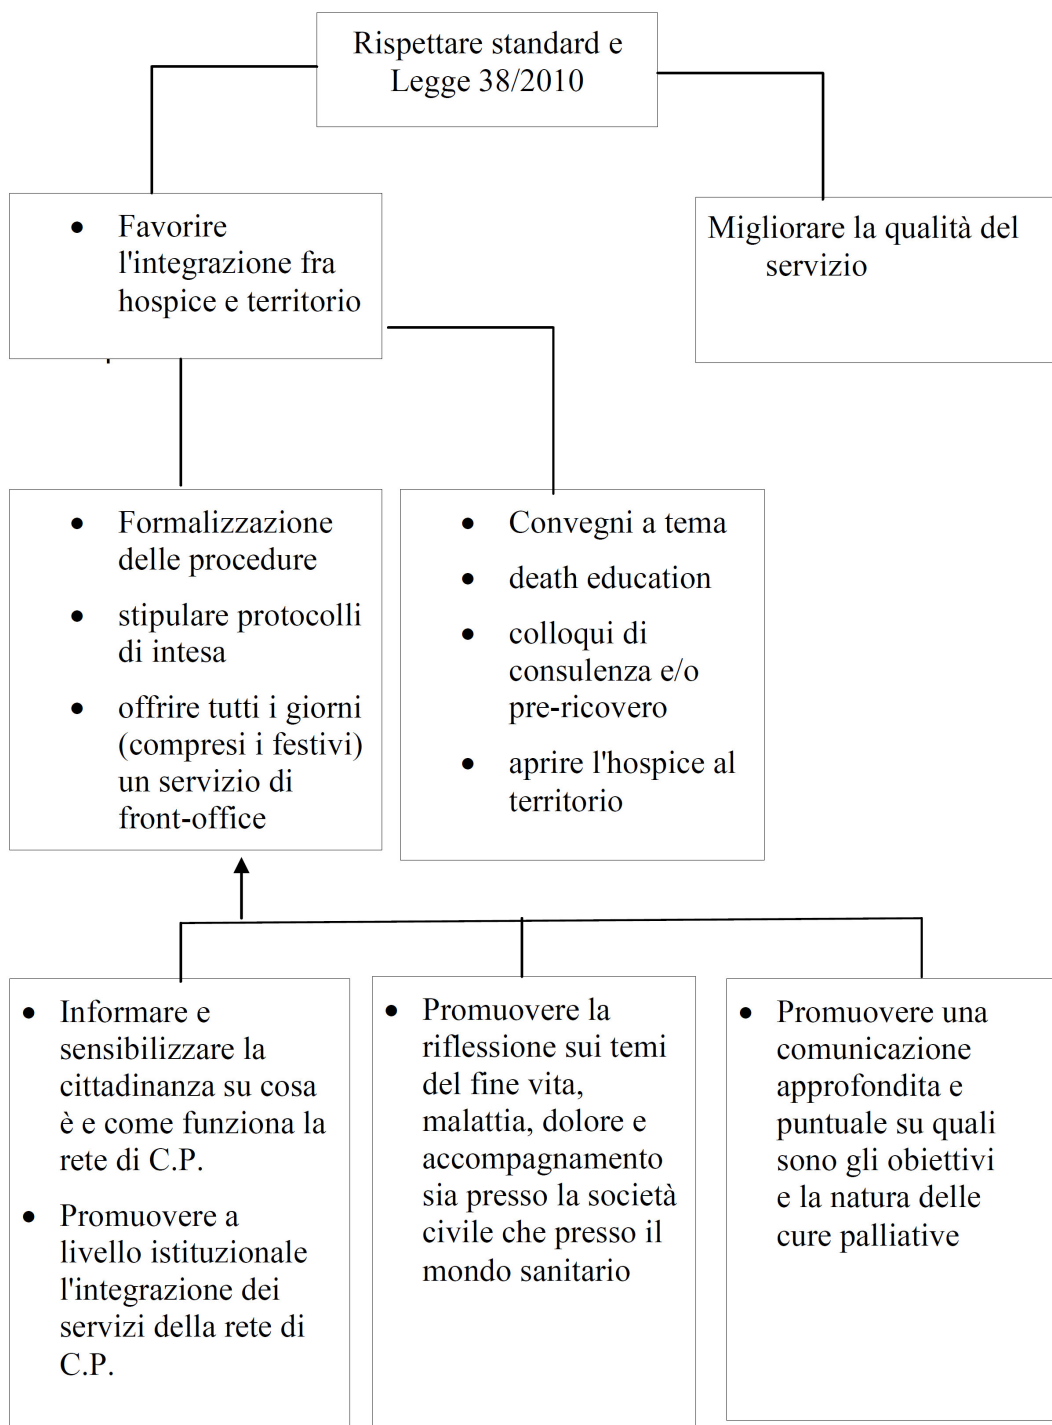 Rispettare standard e
Legge 38/2010
• Favorire
l'integrazione fra
hospice e territorio
Migliorare la qualità del
servizio
• Formalizzazione
delle procedure
• stipulare protocolli
di intesa
• offrire tutti i giorni
(compresi i festivi)
un servizio di
front-office
• Convegni a tema
• death education
• colloqui di
consulenza e/o
pre-ricovero
• aprire l'hospice al
territorio
• Informare e
sensibilizzare la
cittadinanza su cosa
è e come funziona la
rete di C.P.
• Promuovere a
livello istituzionale
l'integrazione dei
servizi della rete di
C.P.
• Promuovere la
riflessione sui temi
del fine vita,
malattia, dolore e
accompagnamento
sia presso la società
civile che presso il
mondo sanitario
• Promuovere una
comunicazione
approfondita e
puntuale su quali
sono gli obiettivi
e la natura delle
cure palliative